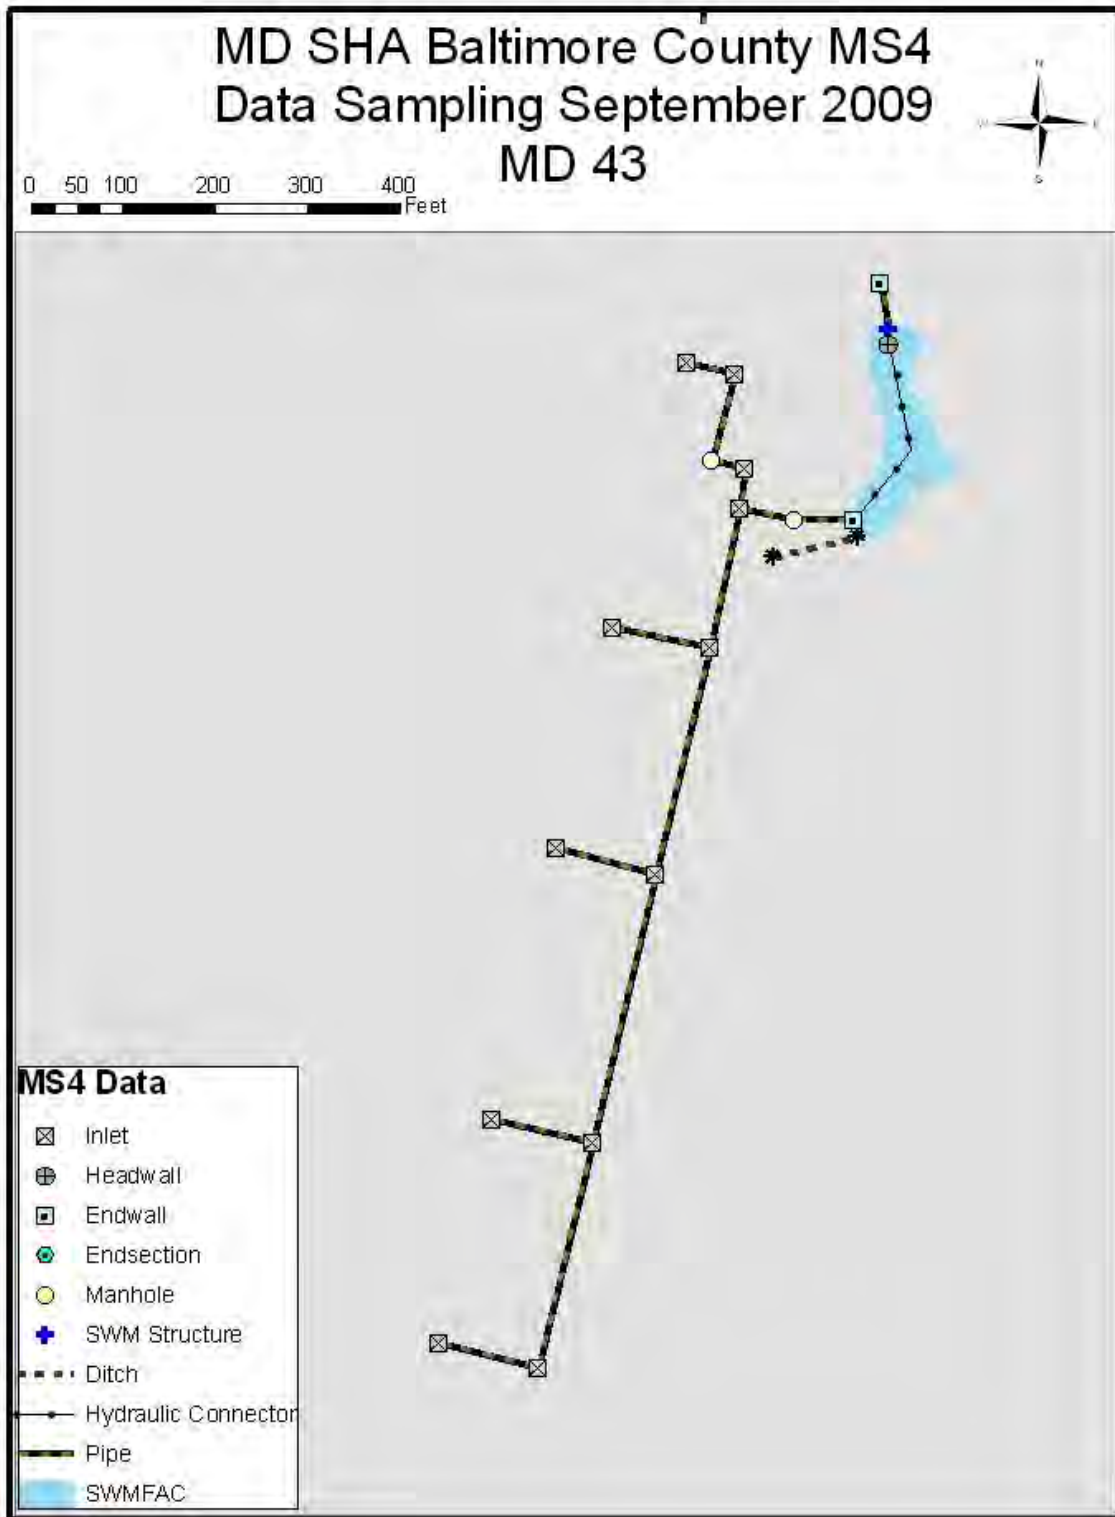 MD SHA Baltimore County MS4
Data Sampling September 2009
MD 43
N
W
E
S
0 50 100 200 300 400
Feet
MS4 Data
Inlet
Headwall
Endwall
Endsection
Manhole
SWM Structure
Ditch
Hydraulic Connector
Pipe
SWMFAC